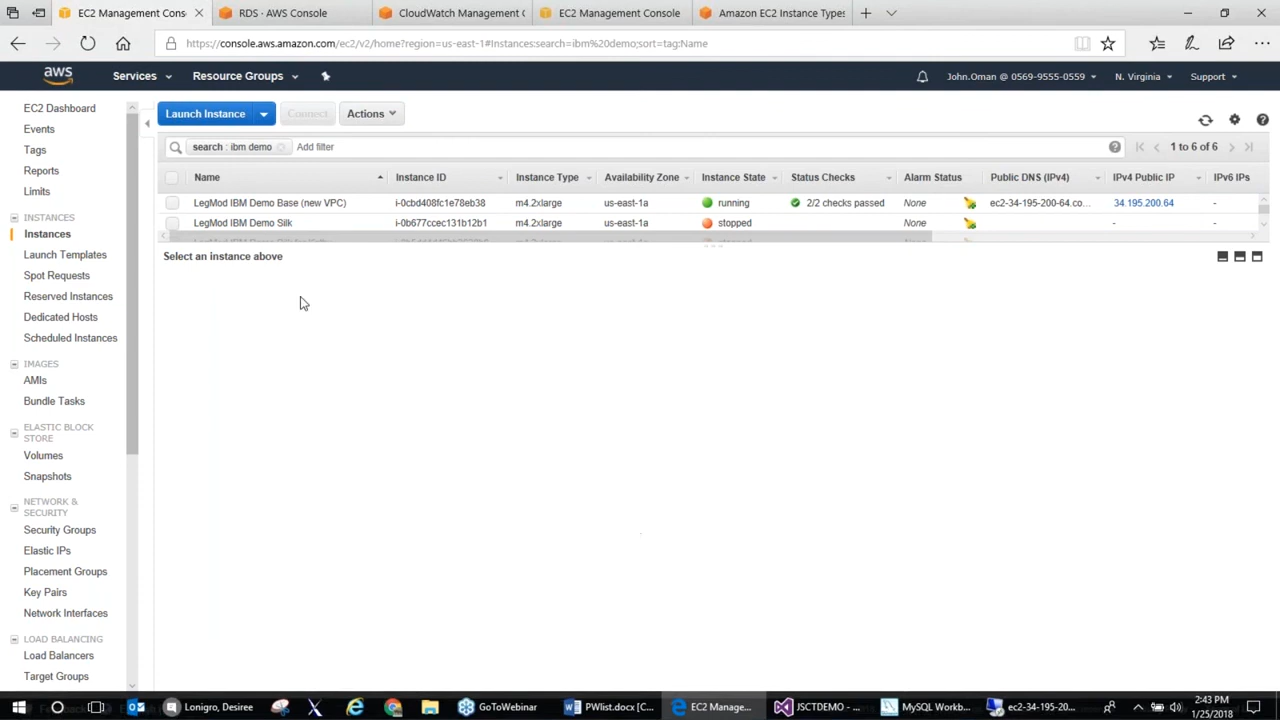 EC2 Management Cons
RDS · AWS Console
CloudWatch Management C
EC2 Management Console
Amazon EC2 Instance Types
https://console.aws.amazon.com/ec2/v2/home?region=us-east-1#Instances:search=ibm%20demo;sort=tag:Name
aws
Services
Resource Groups
John.Oman @ 0569-9555-0559
N. Virginia
Support
EC2 Dashboard
Events
Tags
Reports
Limits
INSTANCES
Instances
Launch Templates
Spot Requests
Reserved Instances
Dedicated Hosts
Scheduled Instances
IMAGES
AMIs
Bundle Tasks
ELASTIC BLOCK
STORE
Volumes
Snapshots
NETWORK &
SECURITY
Security Groups
Elastic IPs
Placement Groups
Key Pairs
Network Interfaces
LOAD BALANCING
Load Balancers
Target Groups
Launch Instance
Connect
Actions
search : ibm demo
Add filter
1 to 6 of 6
Name Instance ID Instance Type Availability Zone Instance State Status Checks Alarm Status Public DNS (IPv4) IPv4 Public IP IPv6 IPs
LegMod IBM Demo Base (new VPC) i-0cbd408fc1e78eb38 m4.2xlarge us-east-1a running 2/2 checks passed None ec2-34-195-200-64.co... 34.195.200.64 -
LegMod IBM Demo Silk i-0b677ccec131b12b1 m4.2xlarge us-east-1a stopped None - -
Select an instance above
Lonigro, Desiree
GoToWebinar
PWlist.docx [C...
EC2 Manage...
JSCTDEMO - ...
MySQL Workb...
ec2-34-195-20...
2:43 PM
1/25/2018